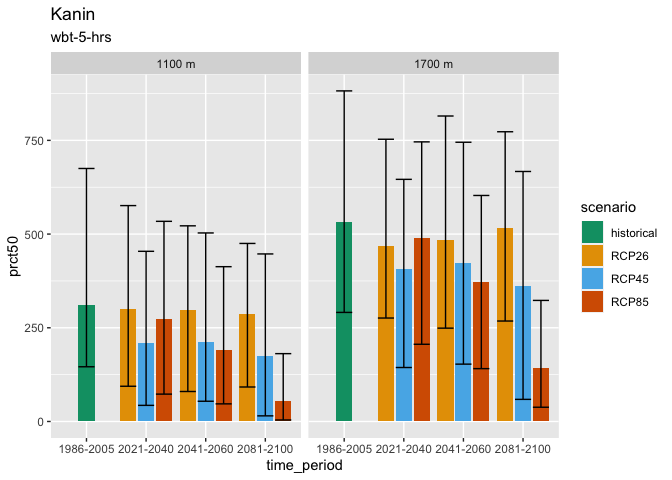 Kanin
wbt-5-hrs
1100 m
1700 m
prct50
750
500
250
0
1986-2005
2021-2040
2041-2060
2081-2100
1986-2005
2021-2040
2041-2060
2081-2100
time_period
scenario
historical
RCP26
RCP45
RCP85